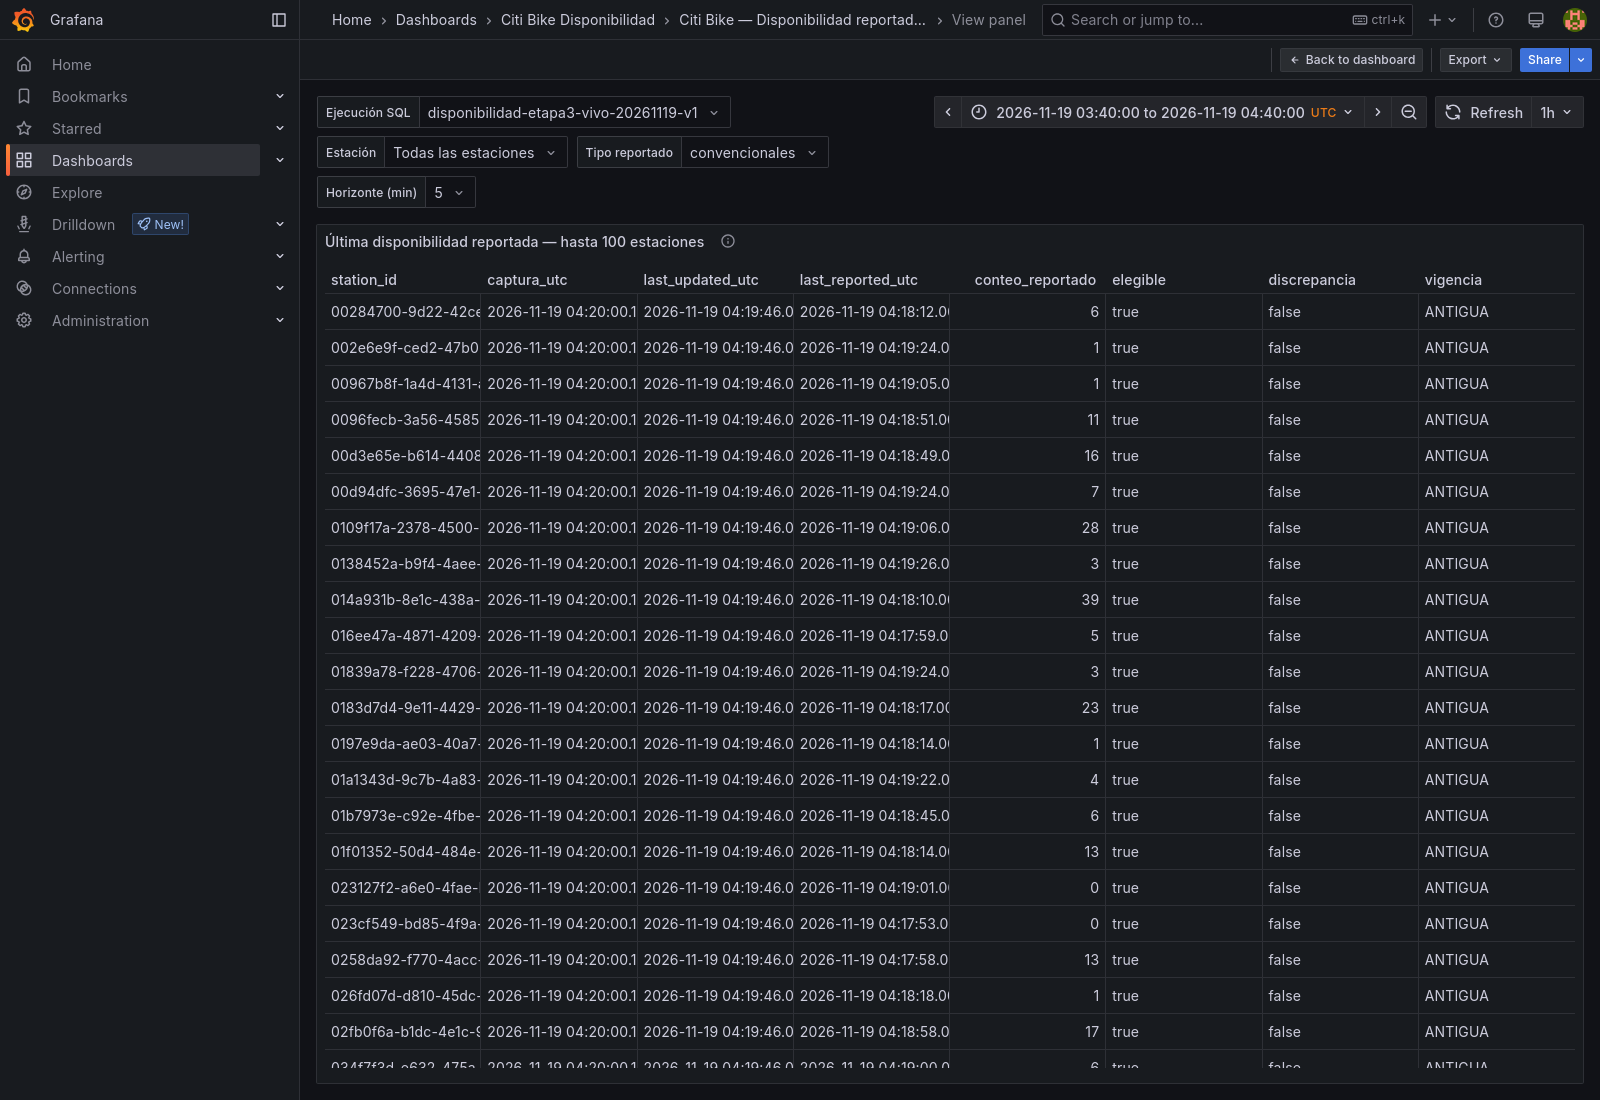 Grafana
Home
Dashboards
Citi Bike Disponibilidad
Citi Bike — Disponibilidad reportad...
View panel
Search or jump to...
ctrl+k
Home
Bookmarks
Starred
Dashboards
Explore
Drilldown New!
Alerting
Connections
Administration
Back to dashboard
Export
Share
Ejecución SQL disponibilidad-etapa3-vivo-20261119-v1
2026-11-19 03:40:00 to 2026-11-19 04:40:00 UTC
Refresh 1h
Estación Todas las estaciones
Tipo reportado convencionales
Horizonte (min) 5
Última disponibilidad reportada — hasta 100 estaciones
station_id captura_utc last_updated_utc last_reported_utc conteo_reportado elegible discrepancia vigencia
00284700-9d22-42ce 2026-11-19 04:20:00.1 2026-11-19 04:19:46.0 2026-11-19 04:18:12.0 6 true false ANTIGUA
002e6e9f-ced2-47b0 2026-11-19 04:20:00.1 2026-11-19 04:19:46.0 2026-11-19 04:19:24.0 1 true false ANTIGUA
00967b8f-1a4d-4131- 2026-11-19 04:20:00.1 2026-11-19 04:19:46.0 2026-11-19 04:19:05.0 1 true false ANTIGUA
0096fecb-3a56-4585 2026-11-19 04:20:00.1 2026-11-19 04:19:46.0 2026-11-19 04:18:51.0 11 true false ANTIGUA
00d3e65e-b614-4408 2026-11-19 04:20:00.1 2026-11-19 04:19:46.0 2026-11-19 04:18:49.0 16 true false ANTIGUA
00d94dfc-3695-47e1- 2026-11-19 04:20:00.1 2026-11-19 04:19:46.0 2026-11-19 04:19:24.0 7 true false ANTIGUA
0109f17a-2378-4500- 2026-11-19 04:20:00.1 2026-11-19 04:19:46.0 2026-11-19 04:19:06.0 28 true false ANTIGUA
0138452a-b9f4-4aee- 2026-11-19 04:20:00.1 2026-11-19 04:19:46.0 2026-11-19 04:19:26.0 3 true false ANTIGUA
014a931b-8e1c-438a- 2026-11-19 04:20:00.1 2026-11-19 04:19:46.0 2026-11-19 04:18:10.0 39 true false ANTIGUA
016ee47a-4871-4209- 2026-11-19 04:20:00.1 2026-11-19 04:19:46.0 2026-11-19 04:17:59.0 5 true false ANTIGUA
01839a78-f228-4706- 2026-11-19 04:20:00.1 2026-11-19 04:19:46.0 2026-11-19 04:19:24.0 3 true false ANTIGUA
0183d7d4-9e11-4429- 2026-11-19 04:20:00.1 2026-11-19 04:19:46.0 2026-11-19 04:18:17.00 23 true false ANTIGUA
0197e9da-ae03-40a7- 2026-11-19 04:20:00.1 2026-11-19 04:19:46.0 2026-11-19 04:18:14.0 1 true false ANTIGUA
01a1343d-9c7b-4a83- 2026-11-19 04:20:00.1 2026-11-19 04:19:46.0 2026-11-19 04:19:22.0 4 true false ANTIGUA
01b7973e-c92e-4fbe- 2026-11-19 04:20:00.1 2026-11-19 04:19:46.0 2026-11-19 04:18:45.0 6 true false ANTIGUA
01f01352-50d4-484e- 2026-11-19 04:20:00.1 2026-11-19 04:19:46.0 2026-11-19 04:18:14.0 13 true false ANTIGUA
023127f2-a6e0-4fae- 2026-11-19 04:20:00.1 2026-11-19 04:19:46.0 2026-11-19 04:19:01.0 0 true false ANTIGUA
023cf549-bd85-4f9a- 2026-11-19 04:20:00.1 2026-11-19 04:19:46.0 2026-11-19 04:17:53.0 0 true false ANTIGUA
0258da92-f770-4acc- 2026-11-19 04:20:00.1 2026-11-19 04:19:46.0 2026-11-19 04:17:58.0 13 true false ANTIGUA
026fd07d-d810-45dc- 2026-11-19 04:20:00.1 2026-11-19 04:19:46.0 2026-11-19 04:18:18.0 1 true false ANTIGUA
02fb0f6a-b1dc-4e1c-9 2026-11-19 04:20:00.1 2026-11-19 04:19:46.0 2026-11-19 04:18:58.0 17 true false ANTIGUA
2026-11-19 04:20:00.1 2026-11-19 04:19:46.0 2026-11-19 04:19:00.0 6 true false ANTIGUA